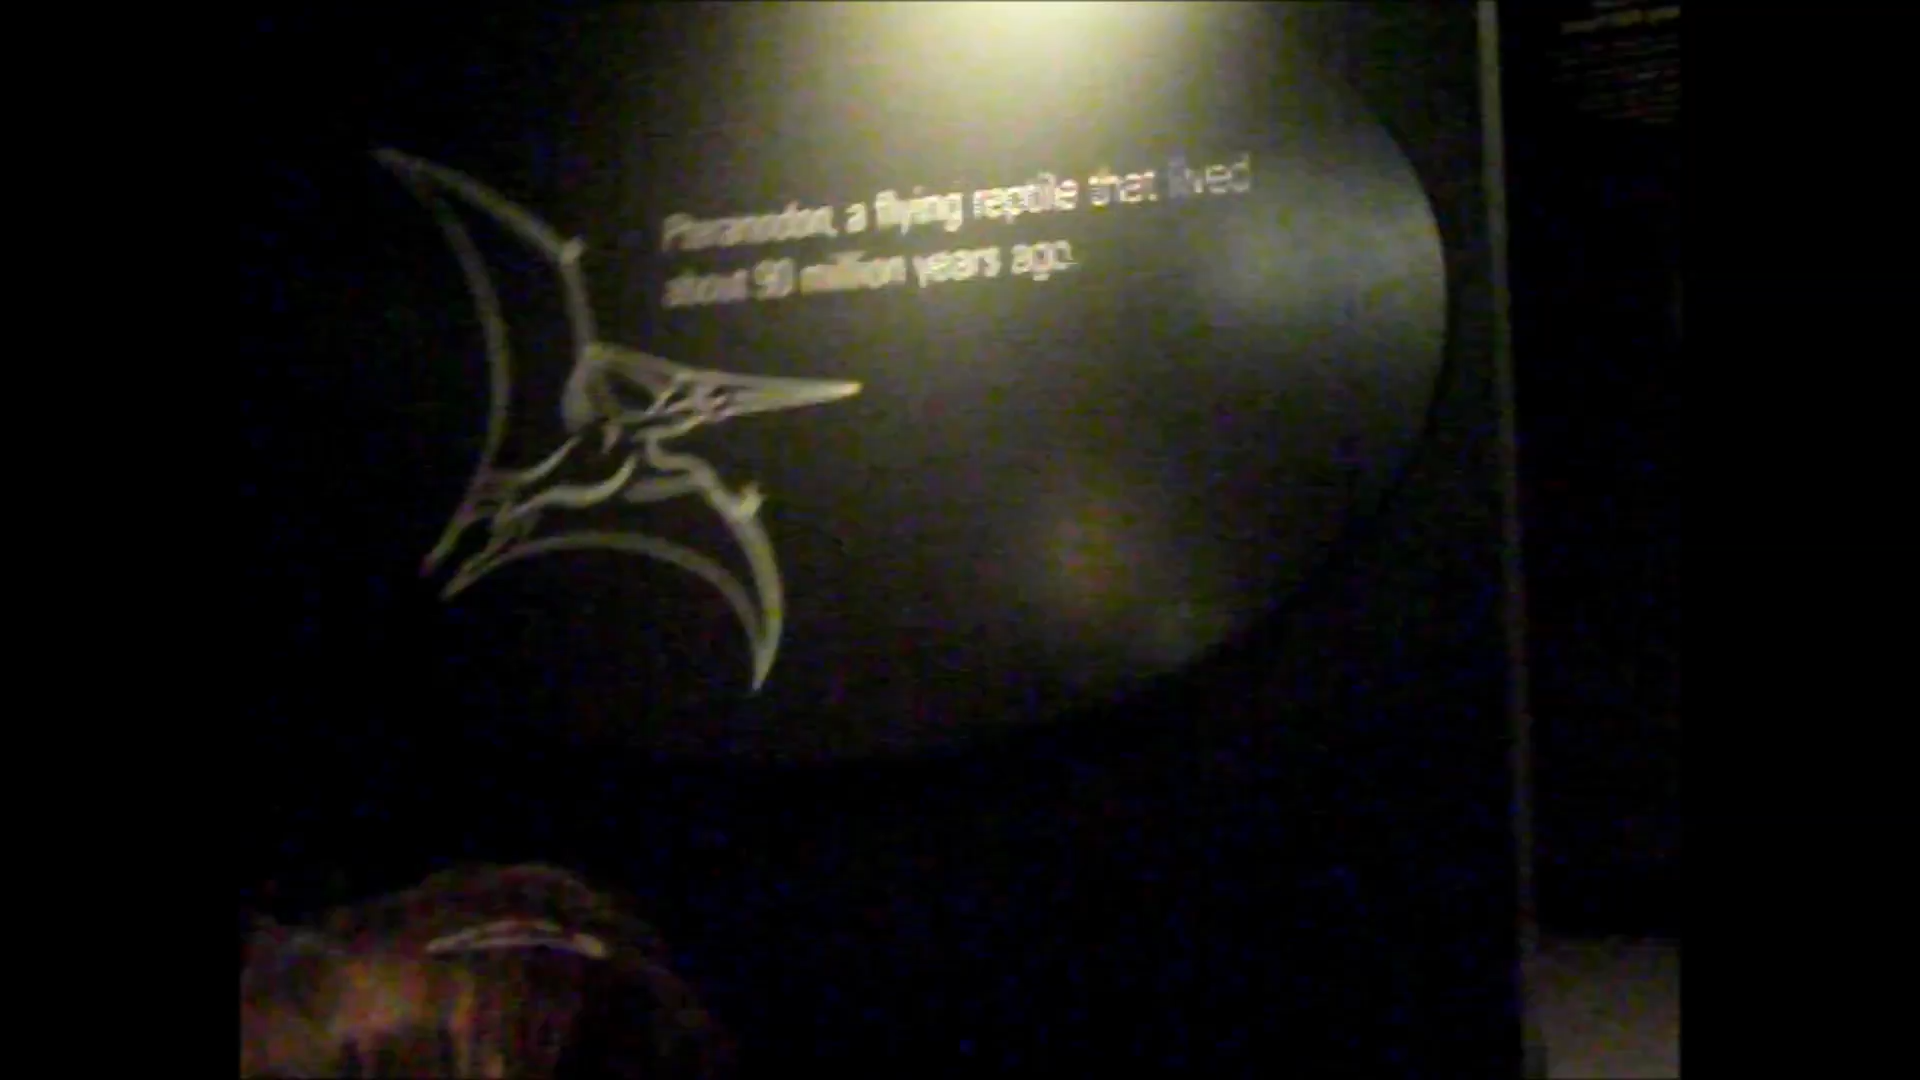 Pteranodon, a flying reptile that lived
about 90 million years ago.